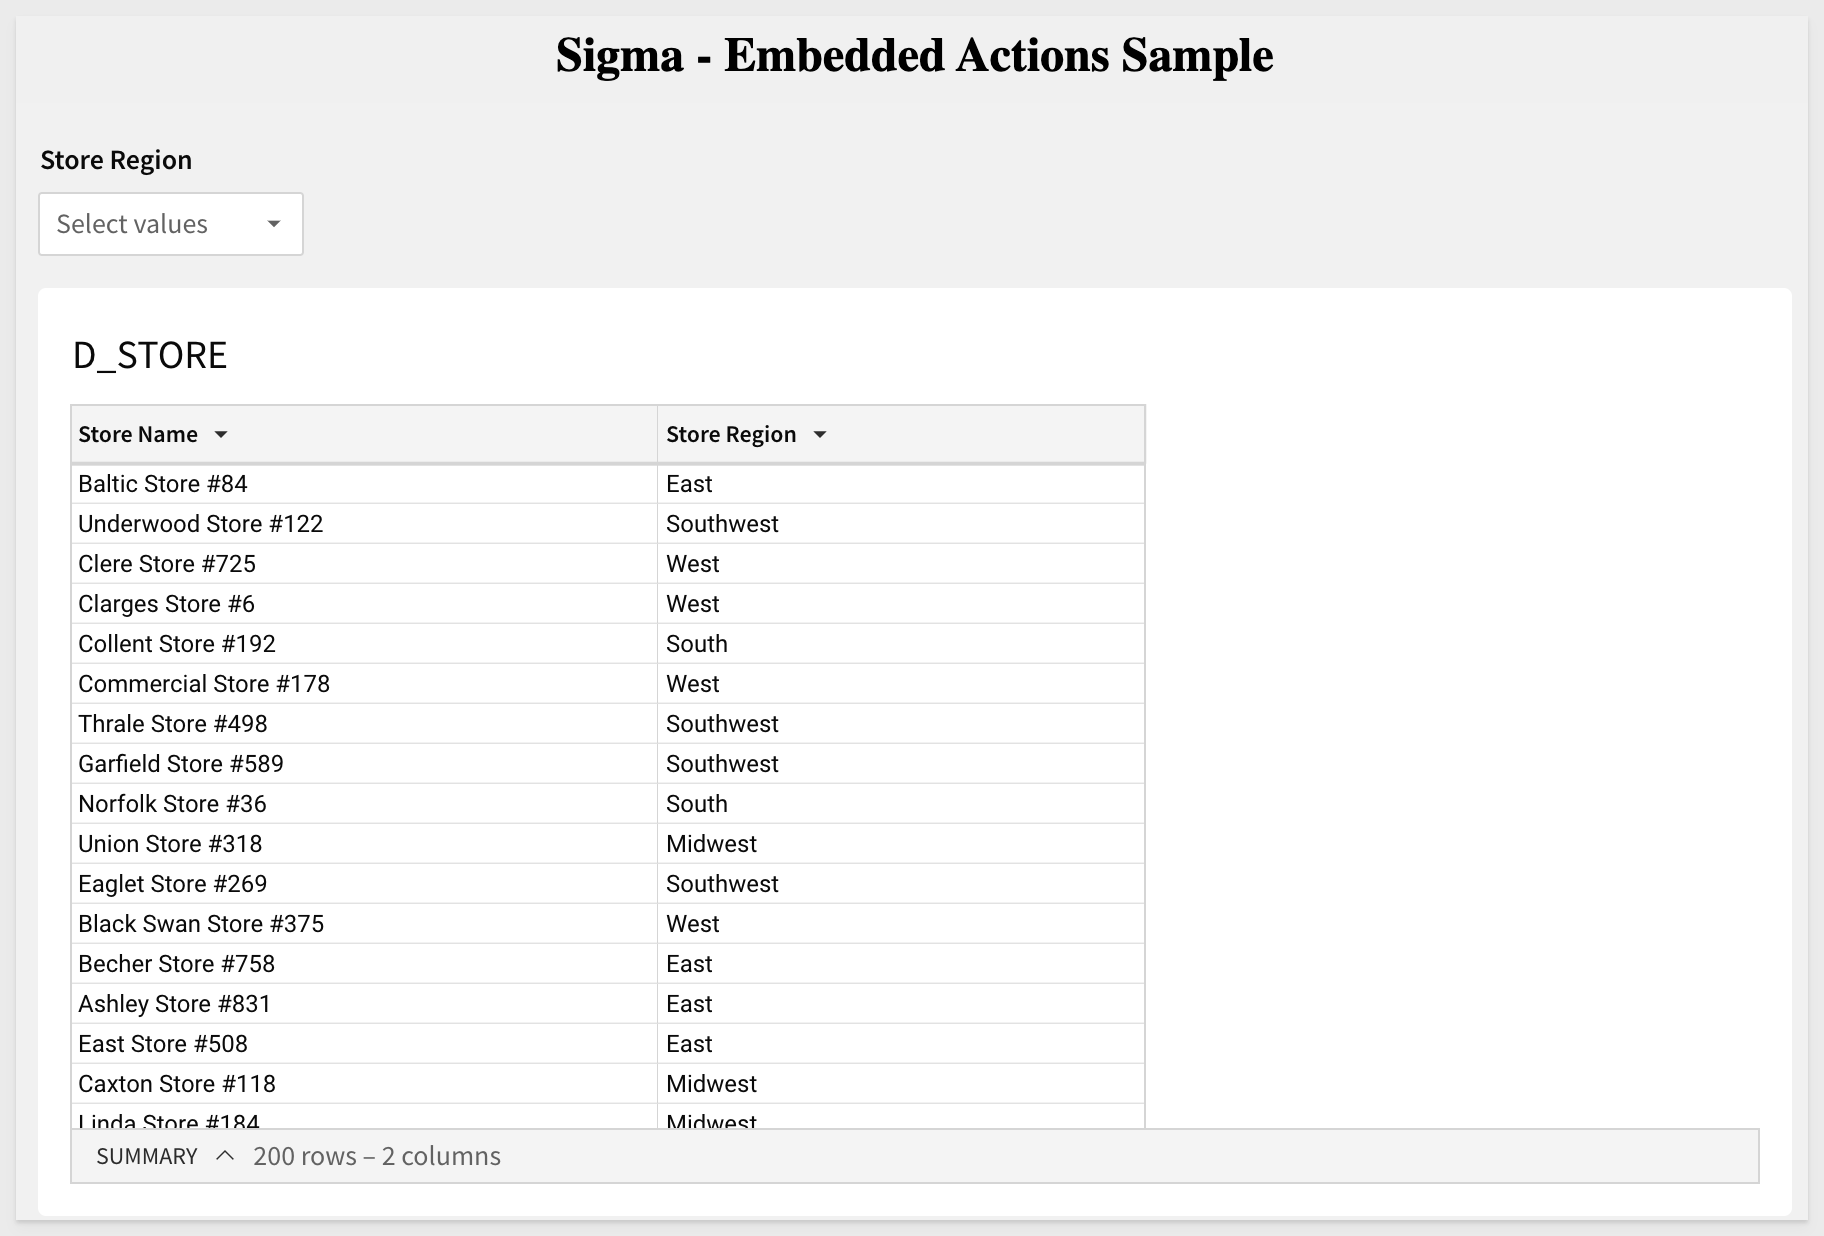 Sigma - Embedded Actions Sample
Store Region
Select values
D_STORE
Store Name Store Region
Baltic Store #84 East
Underwood Store #122 Southwest
Clere Store #725 West
Clarges Store #6 West
Collent Store #192 South
Commercial Store #178 West
Thrale Store #498 Southwest
Garfield Store #589 Southwest
Norfolk Store #36 South
Union Store #318 Midwest
Eaglet Store #269 Southwest
Black Swan Store #375 West
Becher Store #758 East
Ashley Store #831 East
East Store #508 East
Caxton Store #118 Midwest
Linda Store #184 Midwest
SUMMARY 200 rows – 2 columns